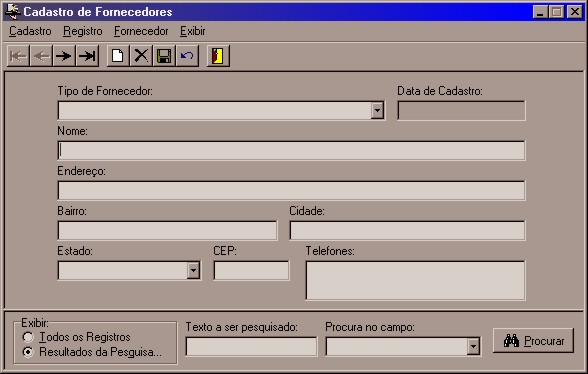 Cadastro de Fornecedores
Cadastro Registro Fornecedor Exibir
Tipo de Fornecedor: Data de Cadastro:
Nome:
Endereço:
Bairro: Cidade:
Estado: CEP: Telefones:
Exibir:
Todos os Registros
Resultados da Pesquisa...
Texto a ser pesquisado: Procura no campo:
Procurar